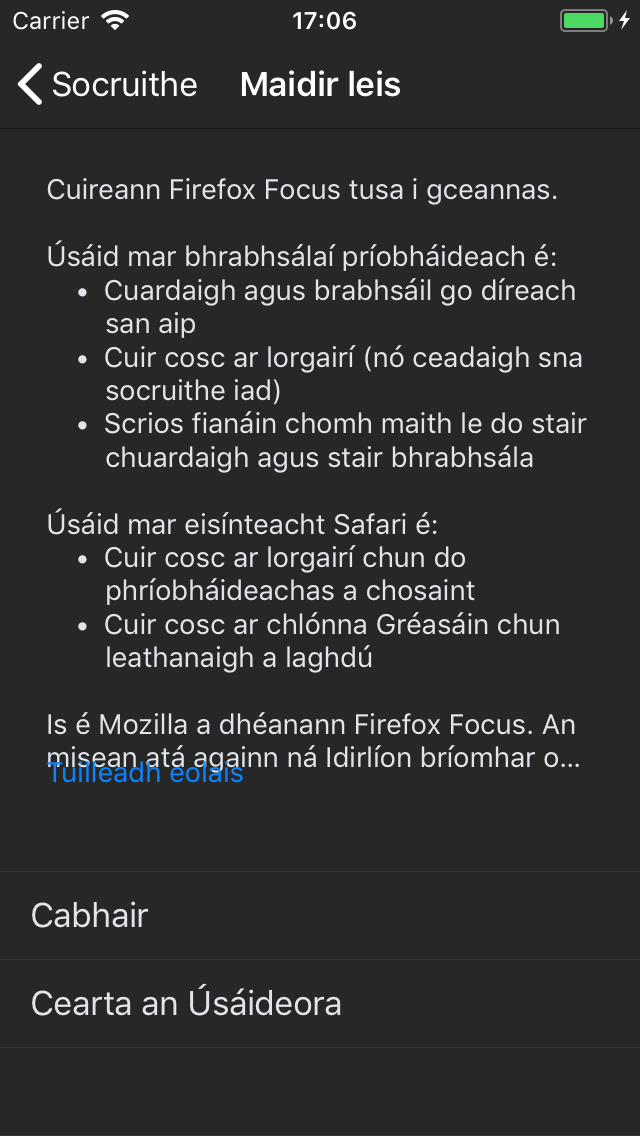 Carrier 17:06
Socruithe Maidir leis
Cuireann Firefox Focus tusa i gceannas.
Úsáid mar bhrabhsálaí príobháideach é:
• Cuardaigh agus brabhsáil go díreach
san aip
• Cuir cosc ar lorgairí (nó ceadaigh sna
socruithe iad)
• Scrios fianáin chomh maith le do stair
chuardaigh agus stair bhrabhsála
Úsáid mar eisínteacht Safari é:
• Cuir cosc ar lorgairí chun do
phríobháideachas a chosaint
• Cuir cosc ar chlónna Gréasáin chun
leathanaigh a laghdú
Is é Mozilla a dhéanann Firefox Focus. An
misean atá againn ná Idirlíon bríomhar o…
Tuilleadh eolais
Cabhair
Cearta an Úsáideora